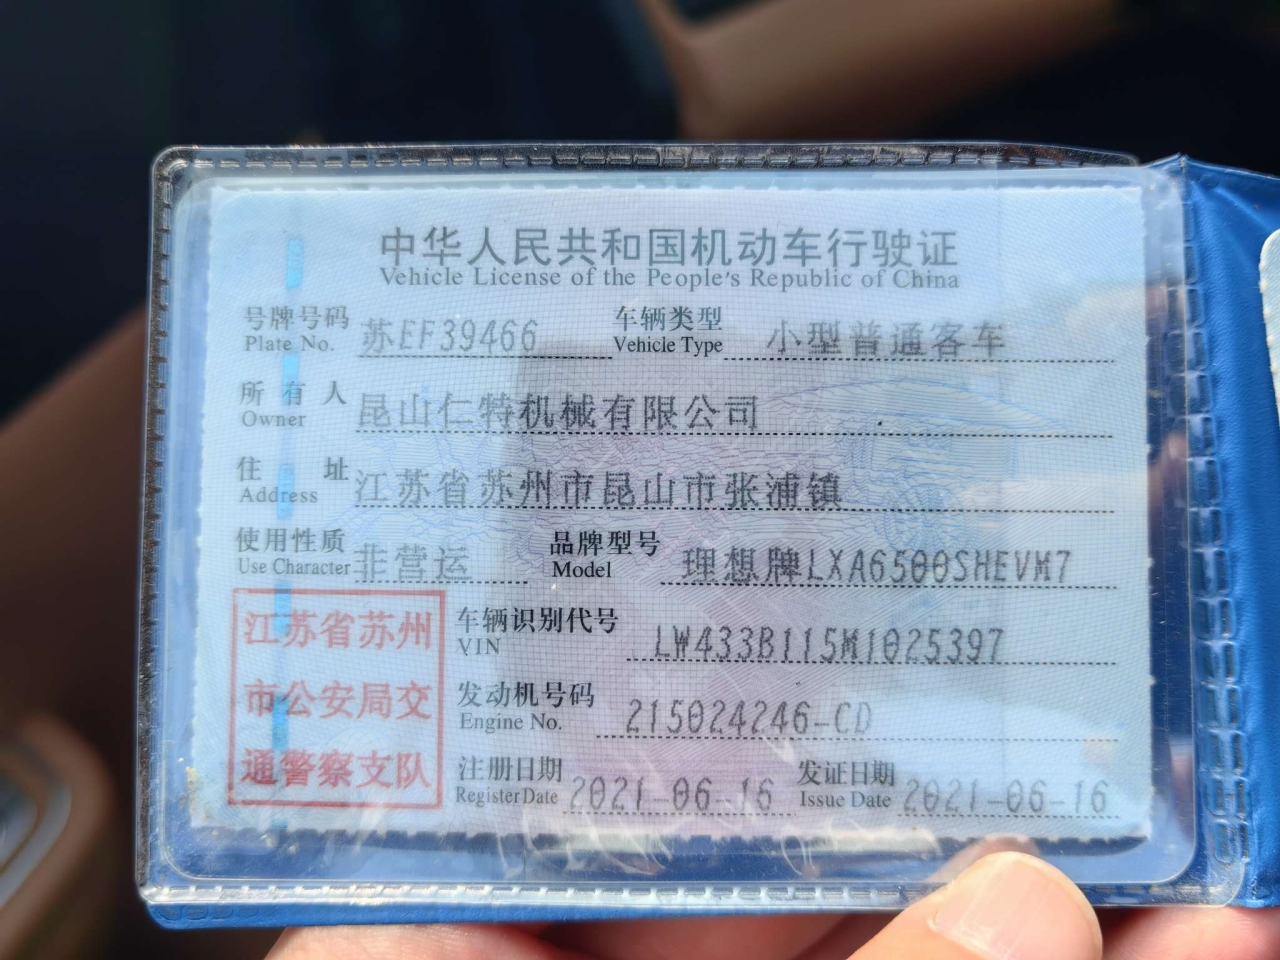 中华人民共和国机动车行驶证
Vehicle License of the People's Republic of China
号牌号码 苏EF39466 车辆类型 小型普通客车
Plate No. Vehicle Type
所有人 昆山仁特机械有限公司
Owner
住址 江苏省苏州市昆山市张浦镇
Address
使用性质 非营运 品牌型号 理想牌LXA6500SHEVM7
Use Character Model
江苏省苏州
市公安局交
通警察支队
车辆识别代号 LW433B115M1025397
VIN
发动机号码 215024246-CD
Engine No.
注册日期 2021-06-16 发证日期 2021-06-16
Register Date Issue Date